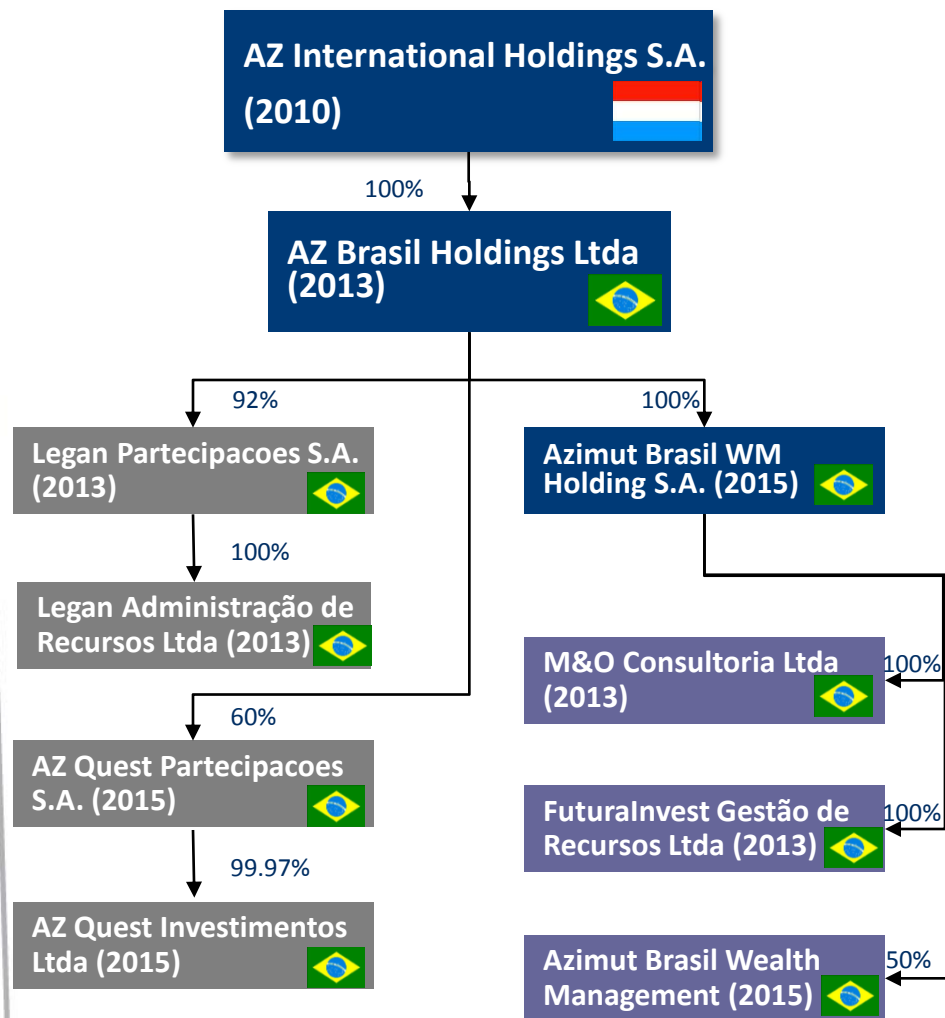 AZ International Holdings S.A.
(2010)
100%
AZ Brasil Holdings Ltda
(2013)
92%
100%
Legan Partecipacoes S.A.
(2013)
Azimut Brasil WM
Holding S.A. (2015)
100%
Legan Administração de
Recursos Ltda (2013)
M&O Consultoria Ltda
(2013)
100%
60%
AZ Quest Partecipacoes
S.A. (2015)
FuturaInvest Gestão de
Recursos Ltda (2013)
100%
99.97%
AZ Quest Investimentos
Ltda (2015)
Azimut Brasil Wealth
Management (2015)
50%